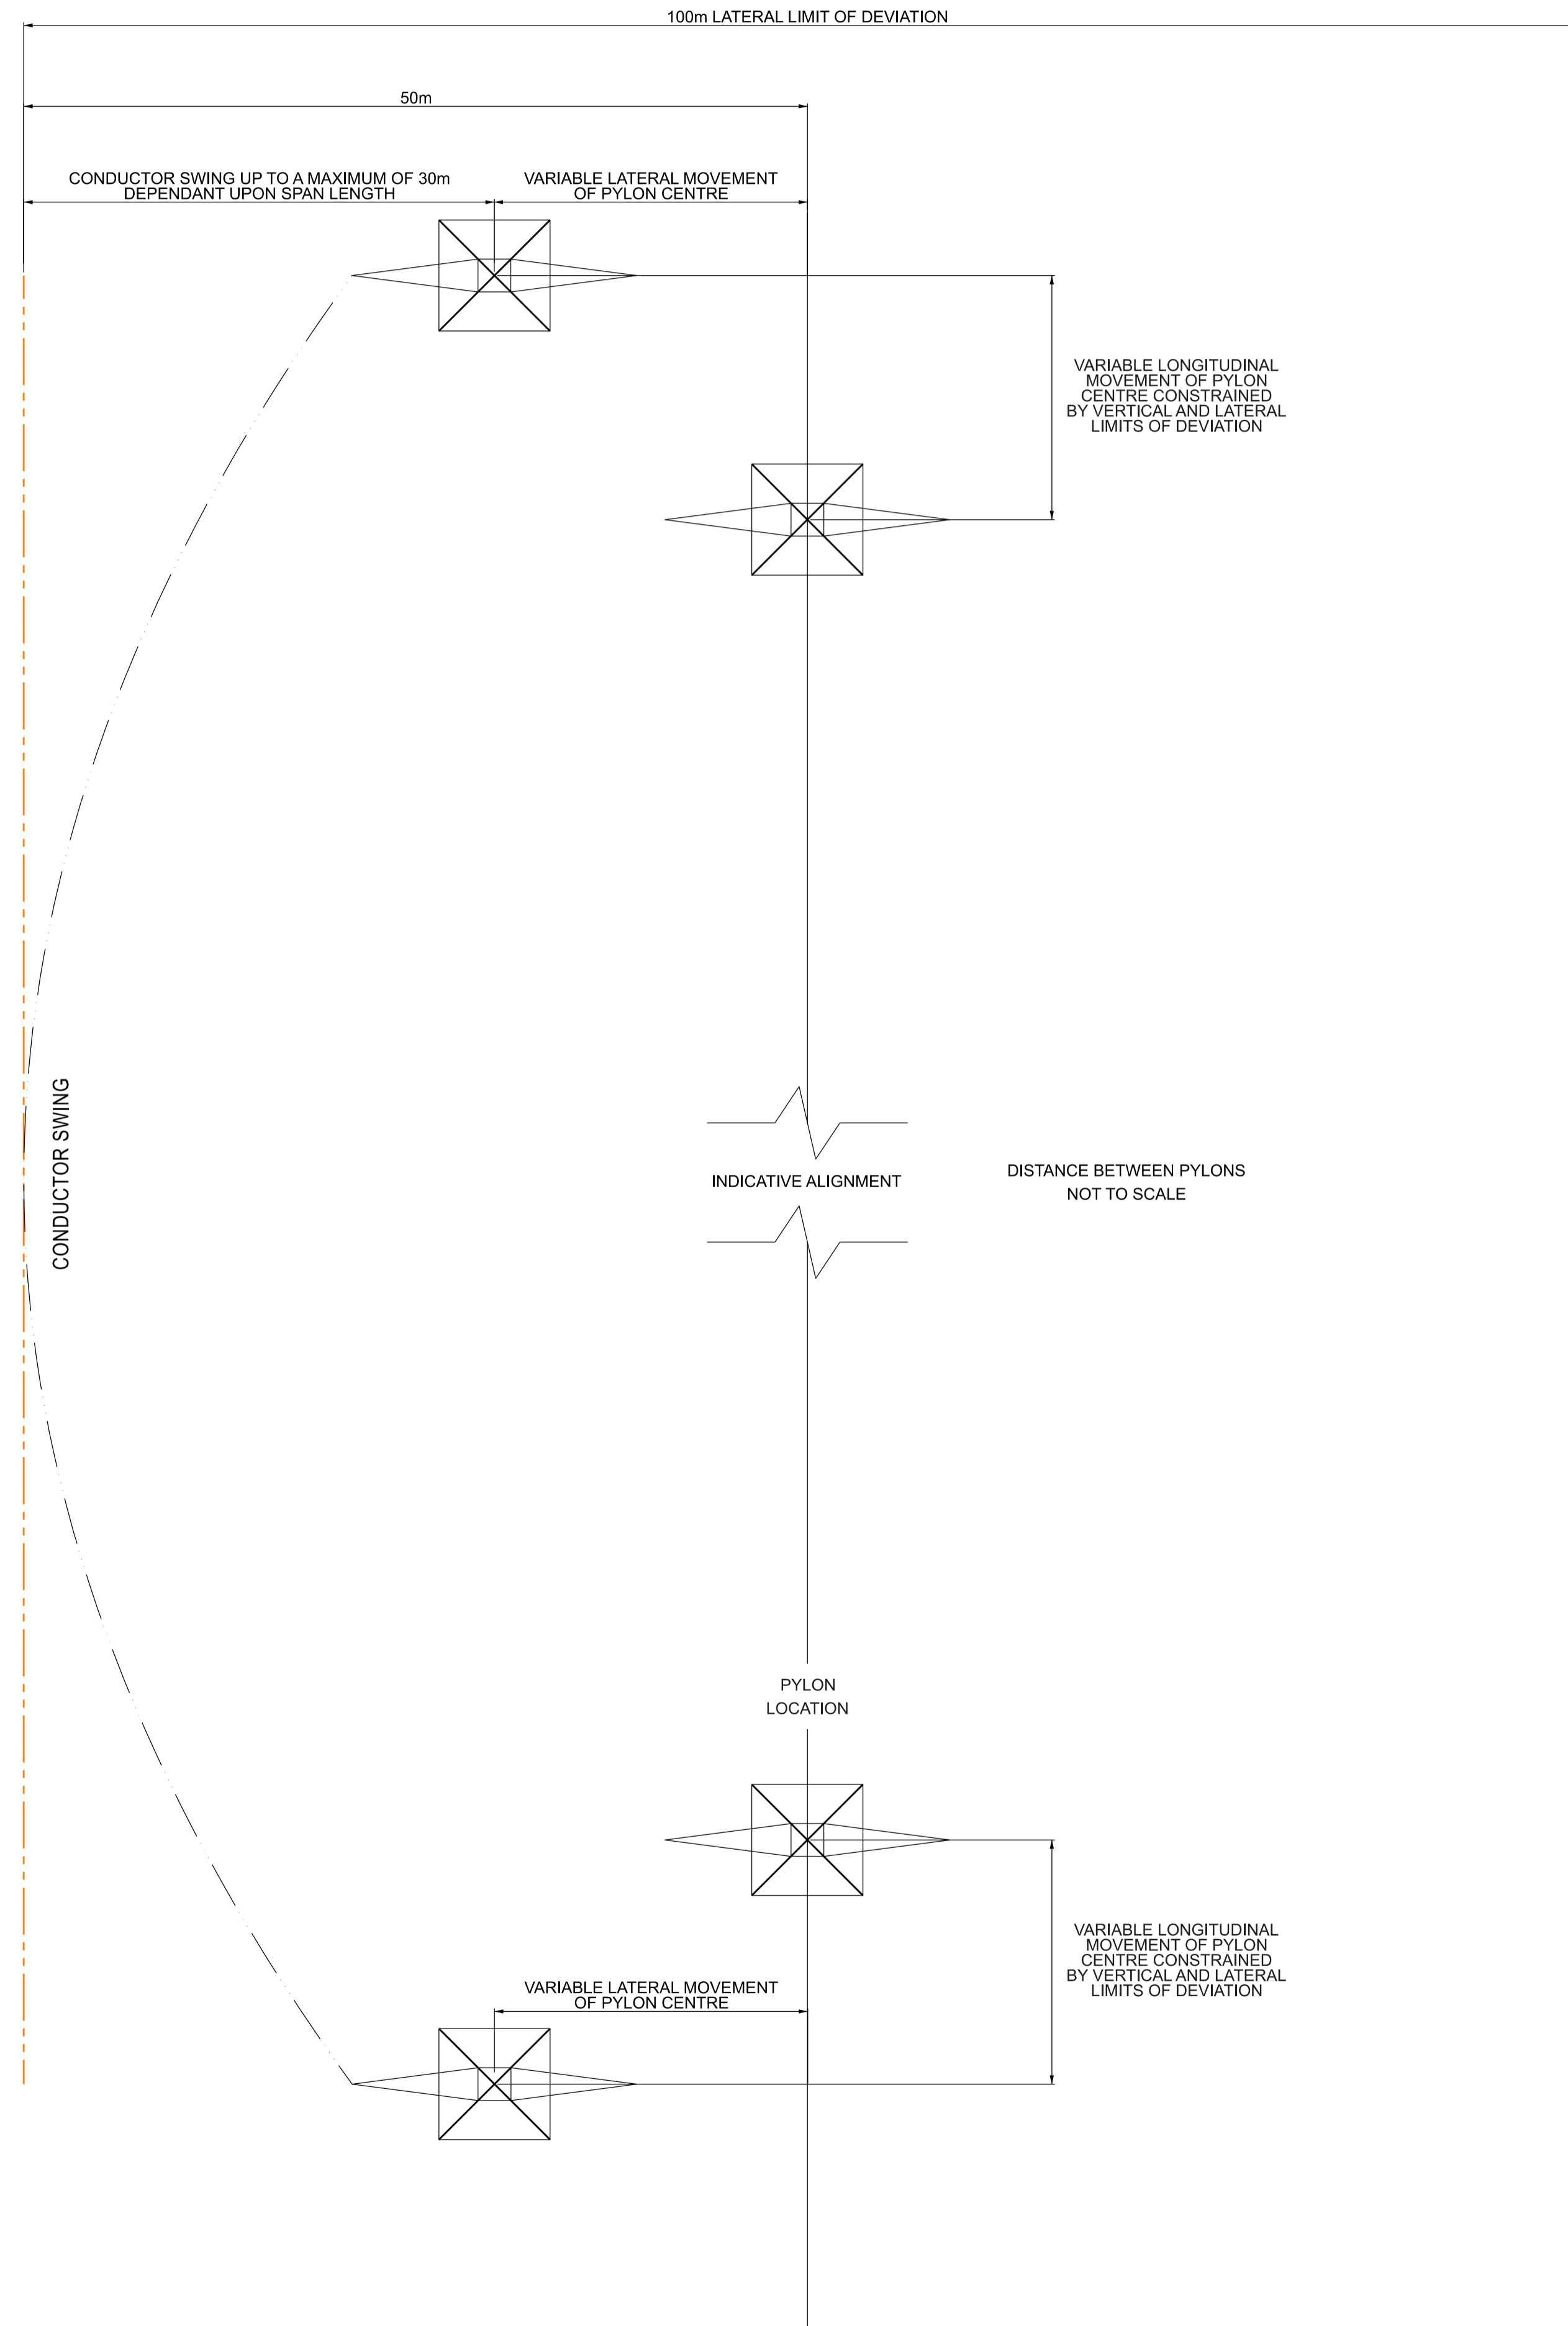 100m LATERAL LIMIT OF DEVIATION
50m
CONDUCTOR SWING UP TO A MAXIMUM OF 30m
DEPENDANT UPON SPAN LENGTH
VARIABLE LATERAL MOVEMENT
OF PYLON CENTRE
VARIABLE LONGITUDINAL
MOVEMENT OF PYLON
CENTRE CONSTRAINED
BY VERTICAL AND LATERAL
LIMITS OF DEVIATION
CONDUCTOR SWING
INDICATIVE ALIGNMENT
DISTANCE BETWEEN PYLONS
NOT TO SCALE
PYLON
LOCATION
VARIABLE LONGITUDINAL
MOVEMENT OF PYLON
CENTRE CONSTRAINED
BY VERTICAL AND LATERAL
LIMITS OF DEVIATION
VARIABLE LATERAL MOVEMENT
OF PYLON CENTRE